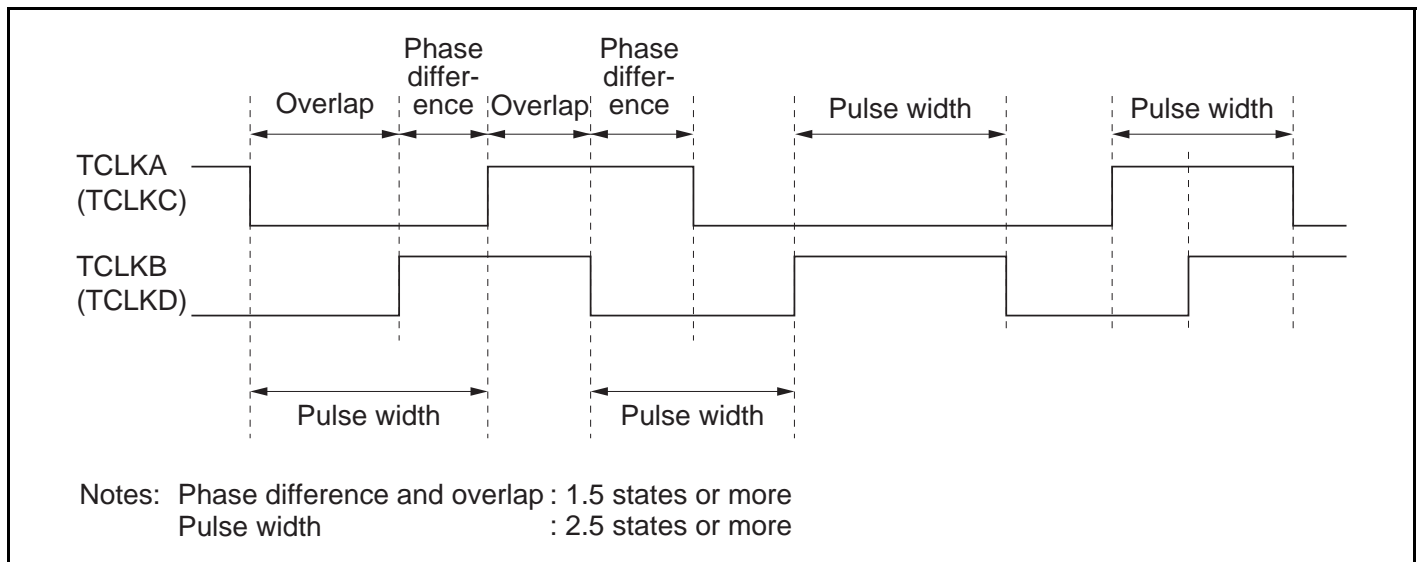 Phase
differ-
ence
Phase
differ-
ence
Overlap
Overlap
Pulse width
Pulse width
TCLKA
(TCLKC)
TCLKB
(TCLKD)
Pulse width
Pulse width
Notes: Phase difference and overlap : 1.5 states or more
Pulse width : 2.5 states or more